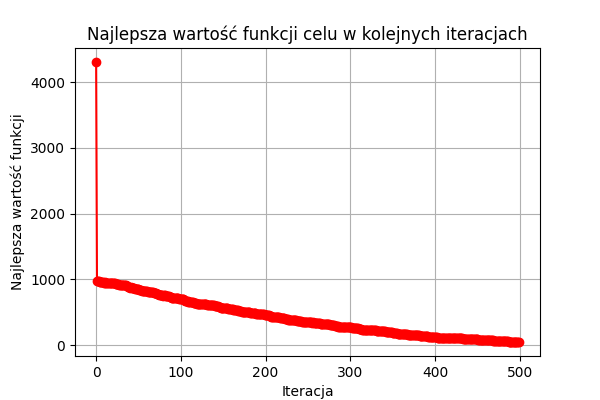 Najlepsza wartość funkcji celu w kolejnych iteracjach
4000
3000
2000
1000
0
Najlepsza wartość funkcji
0 100 200 300 400 500
Iteracja